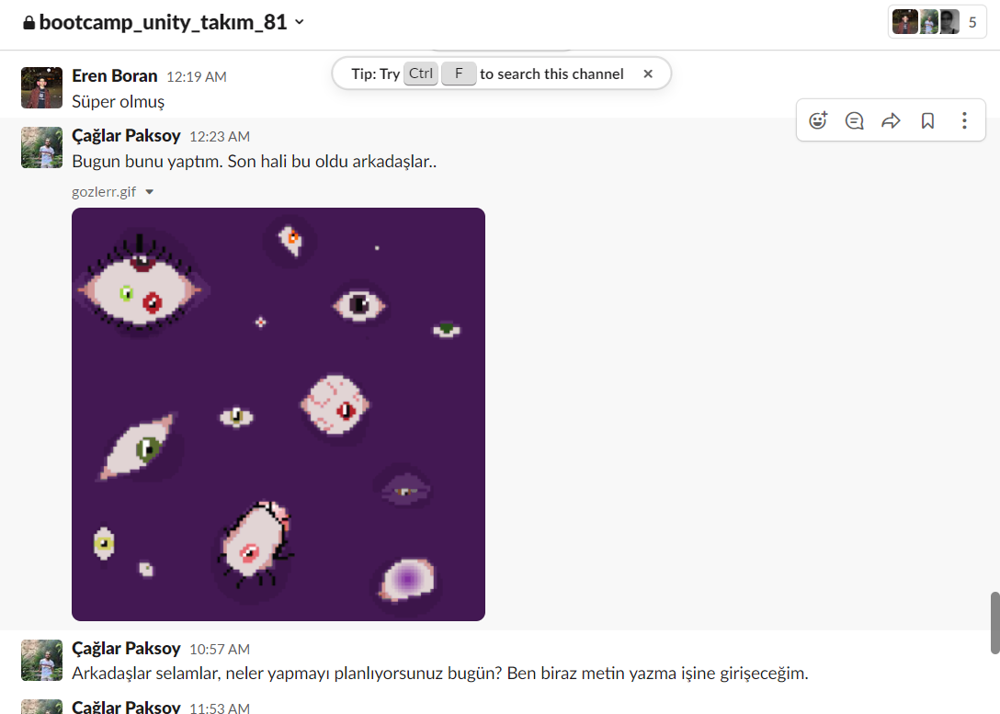 bootcamp_unity_takım_81
5
Eren Boran 12:19 AM
Tip: Try Ctrl F to search this channel
Süper olmuş
Çağlar Paksoy 12:23 AM
Bugun bunu yaptım. Son hali bu oldu arkadaşlar..
gozlerr.gif
Çağlar Paksoy 10:57 AM
Arkadaşlar selamlar, neler yapmayı planlıyorsunuz bugün? Ben biraz metin yazma işine girişeceğim.
Çağlar Paksoy 11:53 AM